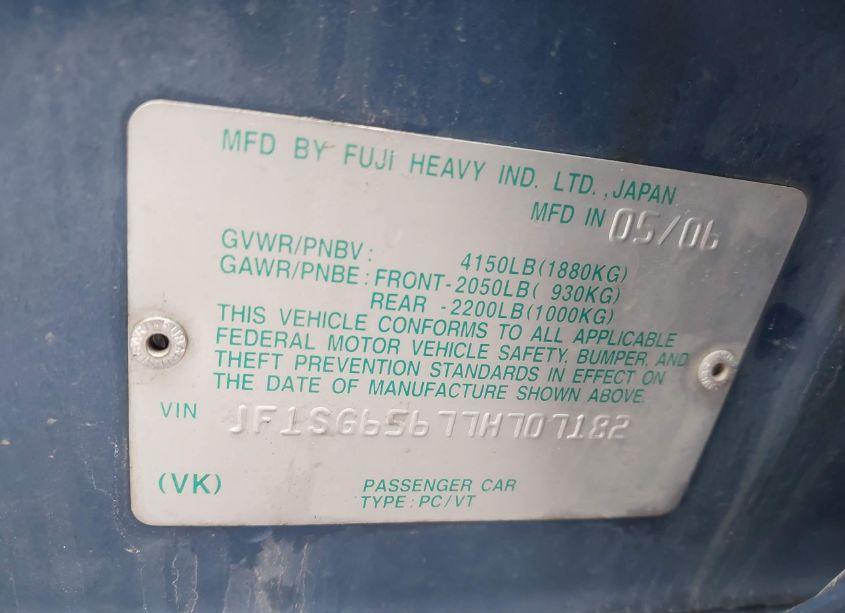 MFD BY FUJI HEAVY IND. LTD.,JAPAN
MFD IN 05/06
GVWR/PNBV: 4150LB(1880KG)
GAWR/PNBE: FRONT-2050LB( 930KG)
REAR -2200LB(1000KG)
THIS VEHICLE CONFORMS TO ALL APPLICABLE
FEDERAL MOTOR VEHICLE SAFETY, BUMPER, AND
THEFT PREVENTION STANDARDS IN EFFECT ON
THE DATE OF MANUFACTURE SHOWN ABOVE.
VIN JF1SG65677H707182
(VK) PASSENGER CAR
TYPE: PC/VT